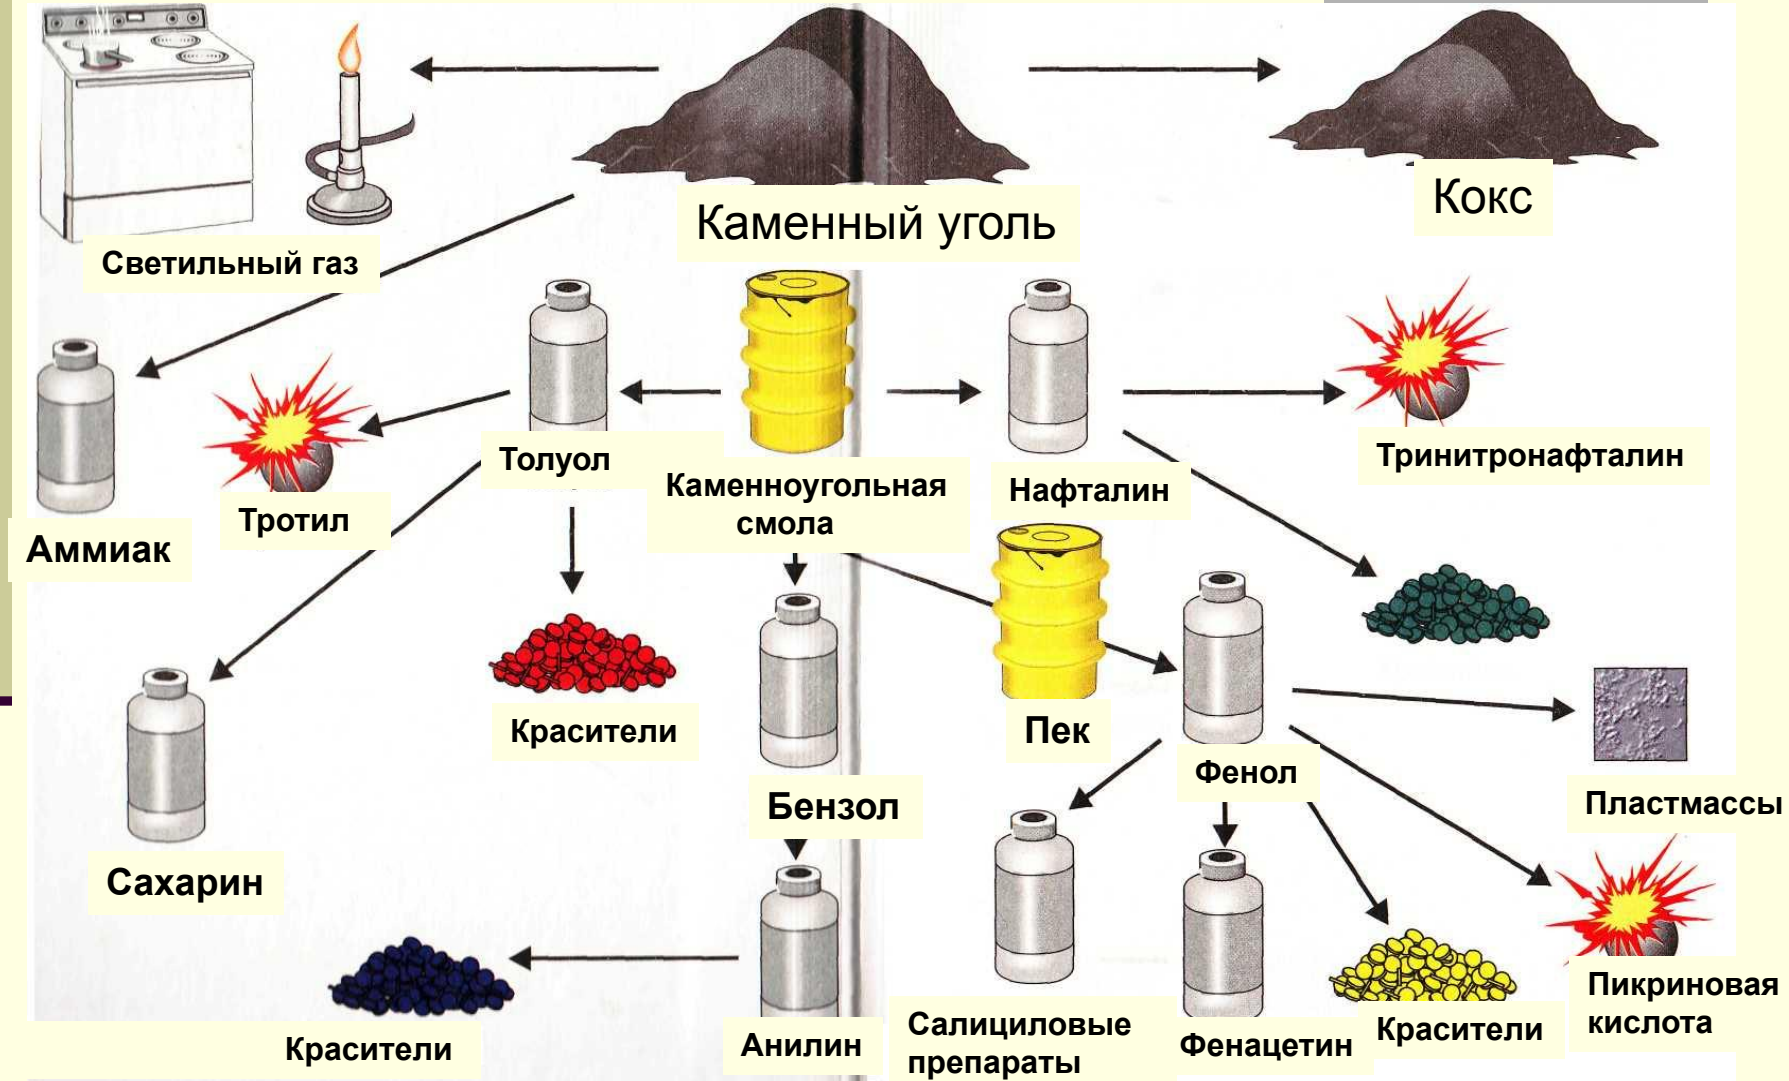 Каменный уголь
Кокс
Светильный газ
Толуол
Каменноугольная
смола
Нафталин
Тринитронафталин
Тротил
Аммиак
Красители
Пек
Фенол
Бензол
Пластмассы
Сахарин
Красители
Анилин
Салициловые
препараты
Фенацетин
Красители
Пикриновая
кислота